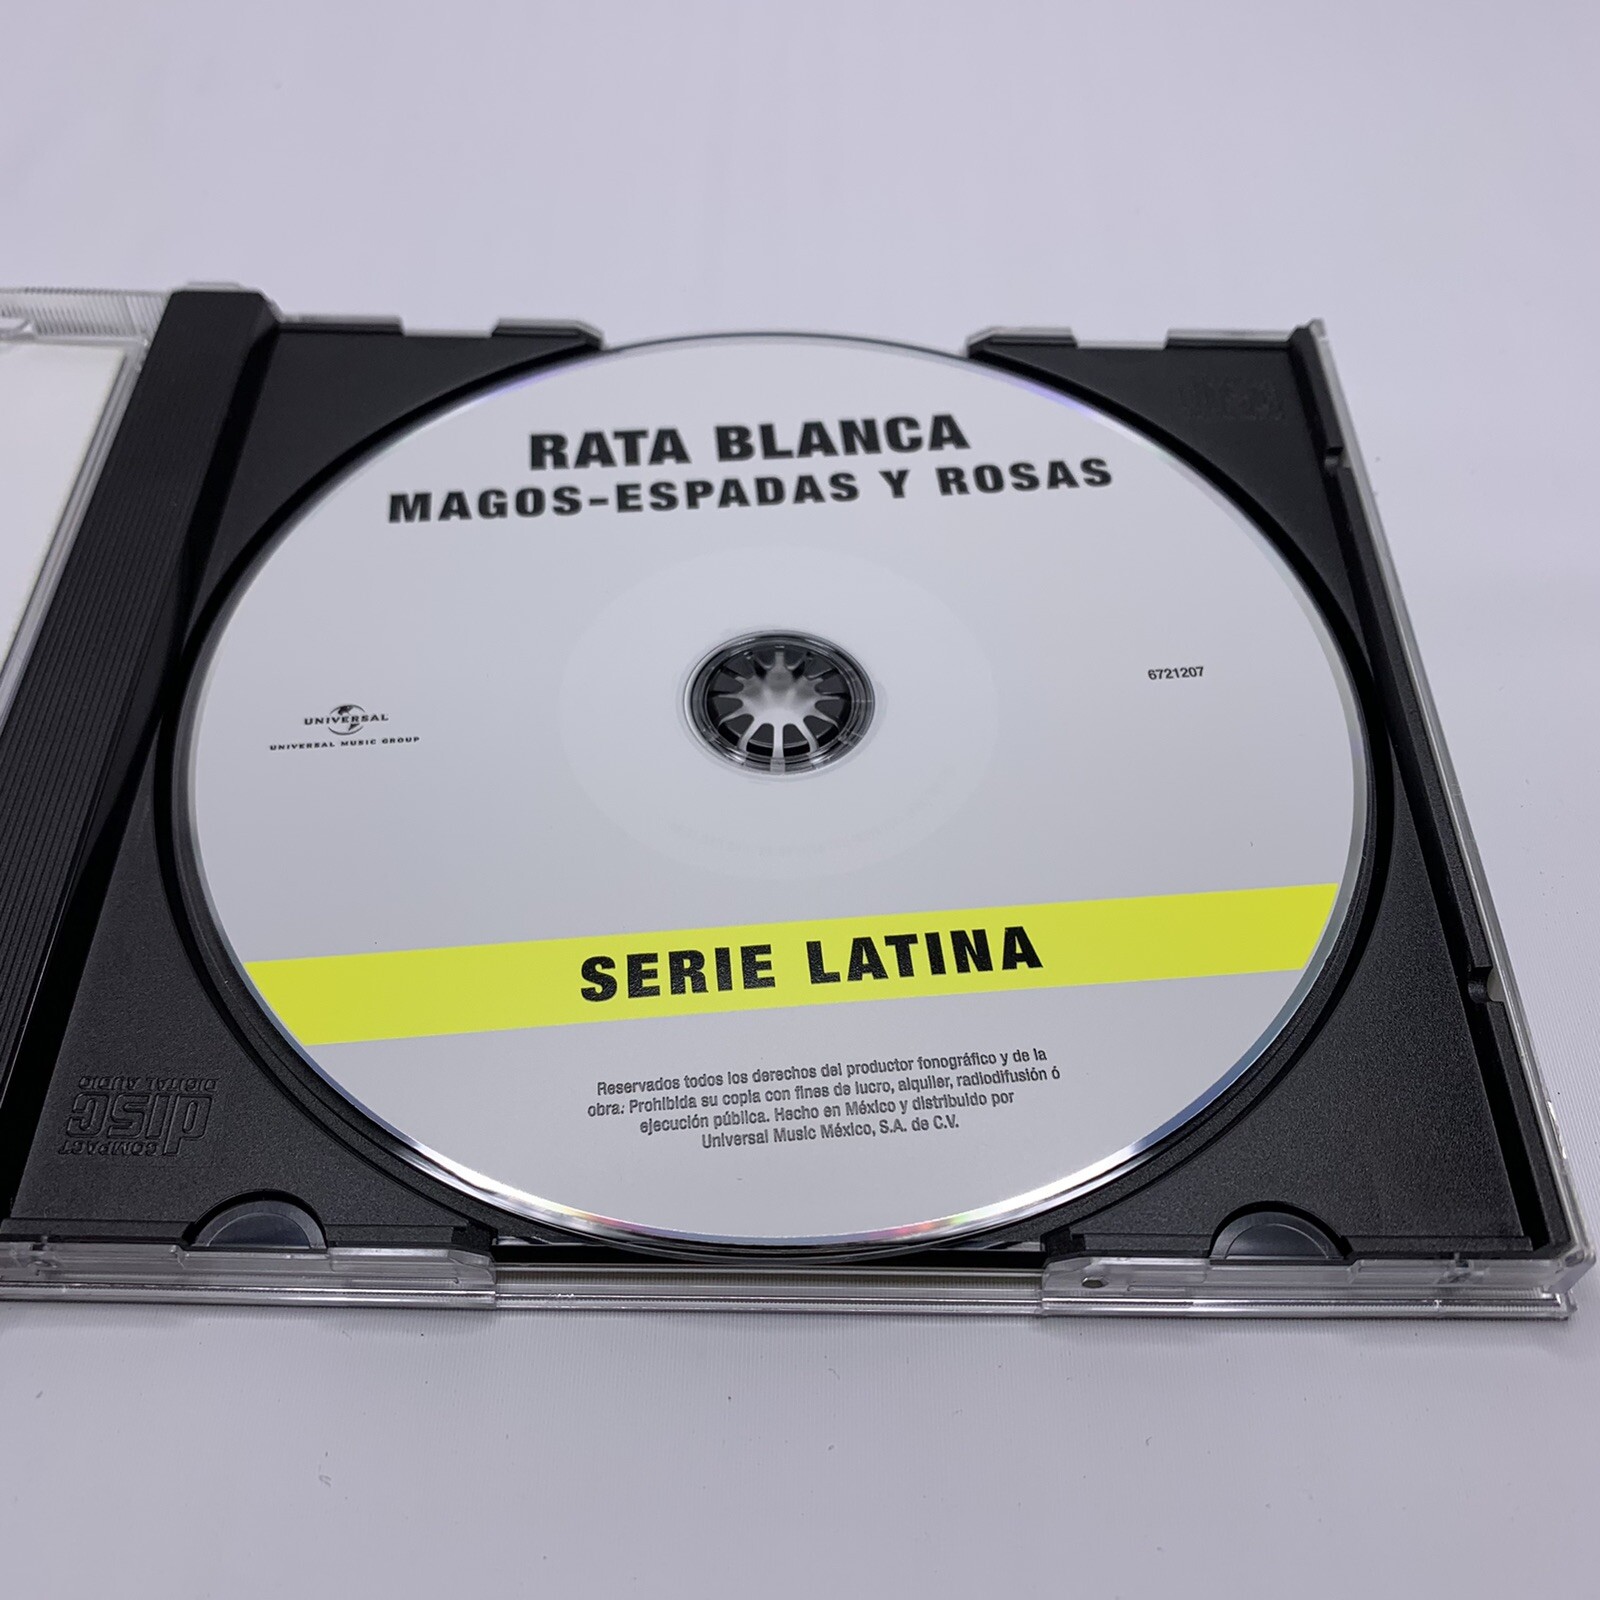 RATA BLANCA
MAGOS-ESPADAS Y ROSAS
UNIVERSAL
UNIVERSAL MUSIC GROUP
6721207
SERIE LATINA
Reservados todos los derechos del productor fonográfico y de la
obra: Prohibida su copia con fines de lucro, alquiler, radiodifusión ó
ejecución pública. Hecho en México y distribuido por
Universal Music México, S.A. de C.V.
COMPACT
disc
DIGITAL AUDIO